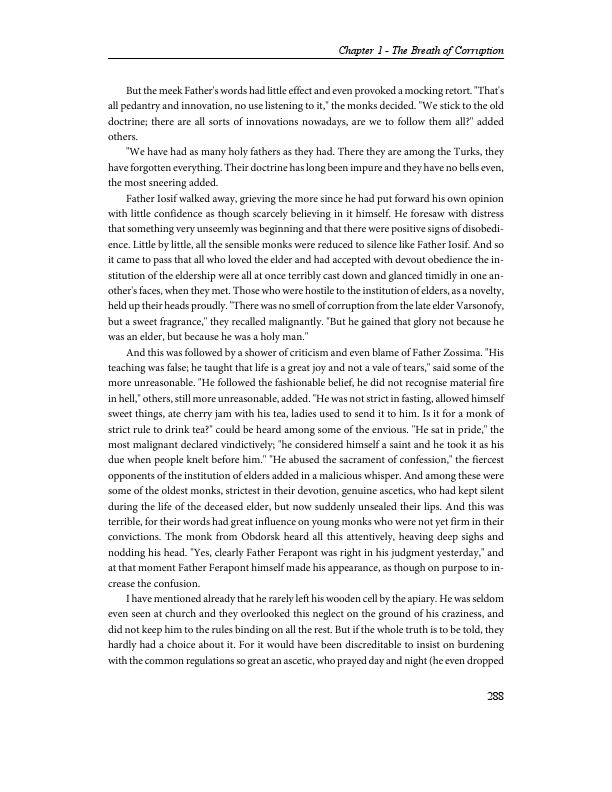 Chapter 1 - The Breath of Corruption
But the meek Father's words had little effect and even provoked a mocking retort. "That's
all pedantry and innovation, no use listening to it," the monks decided. "We stick to the old
doctrine; there are all sorts of innovations nowadays, are we to follow them all?" added
others.
"We have had as many holy fathers as they had. There they are among the Turks, they
have forgotten everything. Their doctrine has long been impure and they have no bells even,
the most sneering added.
Father Iosif walked away, grieving the more since he had put forward his own opinion
with little confidence as though scarcely believing in it himself. He foresaw with distress
that something very unseemly was beginning and that there were positive signs of disobedi-
ence. Little by little, all the sensible monks were reduced to silence like Father Iosif. And so
it came to pass that all who loved the elder and had accepted with devout obedience the in-
stitution of the eldership were all at once terribly cast down and glanced timidly in one an-
other's faces, when they met. Those who were hostile to the institution of elders, as a novelty,
held up their heads proudly. "There was no smell of corruption from the late elder Varsonofy,
but a sweet fragrance," they recalled malignantly. "But he gained that glory not because he
was an elder, but because he was a holy man."
And this was followed by a shower of criticism and even blame of Father Zossima. "His
teaching was false; he taught that life is a great joy and not a vale of tears," said some of the
more unreasonable. "He followed the fashionable belief, he did not recognise material fire
in hell," others, still more unreasonable, added. "He was not strict in fasting, allowed himself
sweet things, ate cherry jam with his tea, ladies used to send it to him. Is it for a monk of
strict rule to drink tea?" could be heard among some of the envious. "He sat in pride," the
most malignant declared vindictively; "he considered himself a saint and he took it as his
due when people knelt before him." "He abused the sacrament of confession," the fiercest
opponents of the institution of elders added in a malicious whisper. And among these were
some of the oldest monks, strictest in their devotion, genuine ascetics, who had kept silent
during the life of the deceased elder, but now suddenly unsealed their lips. And this was
terrible, for their words had great influence on young monks who were not yet firm in their
convictions. The monk from Obdorsk heard all this attentively, heaving deep sighs and
nodding his head. "Yes, clearly Father Ferapont was right in his judgment yesterday," and
at that moment Father Ferapont himself made his appearance, as though on purpose to in-
crease the confusion.
I have mentioned already that he rarely left his wooden cell by the apiary. He was seldom
even seen at church and they overlooked this neglect on the ground of his craziness, and
did not keep him to the rules binding on all the rest. But if the whole truth is to be told, they
hardly had a choice about it. For it would have been discreditable to insist on burdening
with the common regulations so great an ascetic, who prayed day and night (he even dropped
288